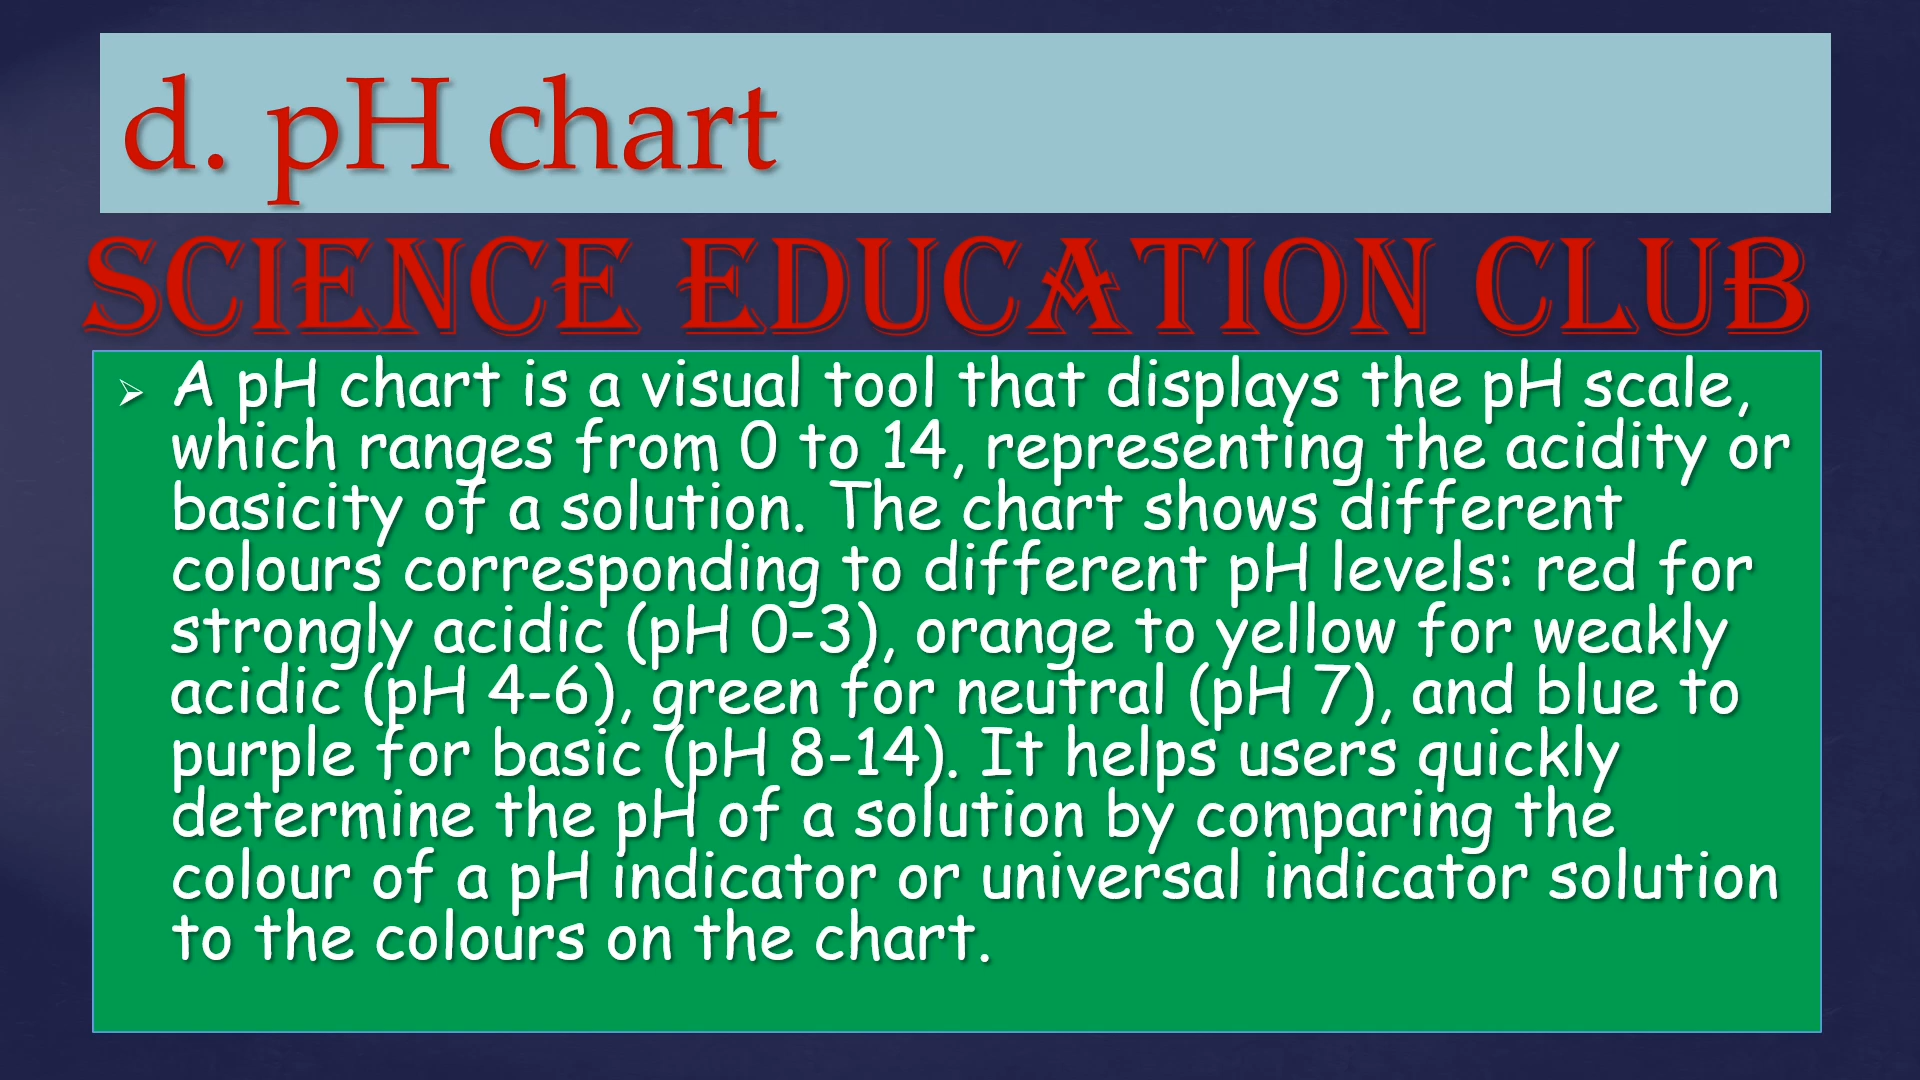 d. pH chart
SCIENCE EDUCATION CLUB
➢ A pH chart is a visual tool that displays the pH scale,
which ranges from 0 to 14, representing the acidity or
basicity of a solution. The chart shows different
colours corresponding to different pH levels: red for
strongly acidic (pH 0-3), orange to yellow for weakly
acidic (pH 4-6), green for neutral (pH 7), and blue to
purple for basic (pH 8-14). It helps users quickly
determine the pH of a solution by comparing the
colour of a pH indicator or universal indicator solution
to the colours on the chart.